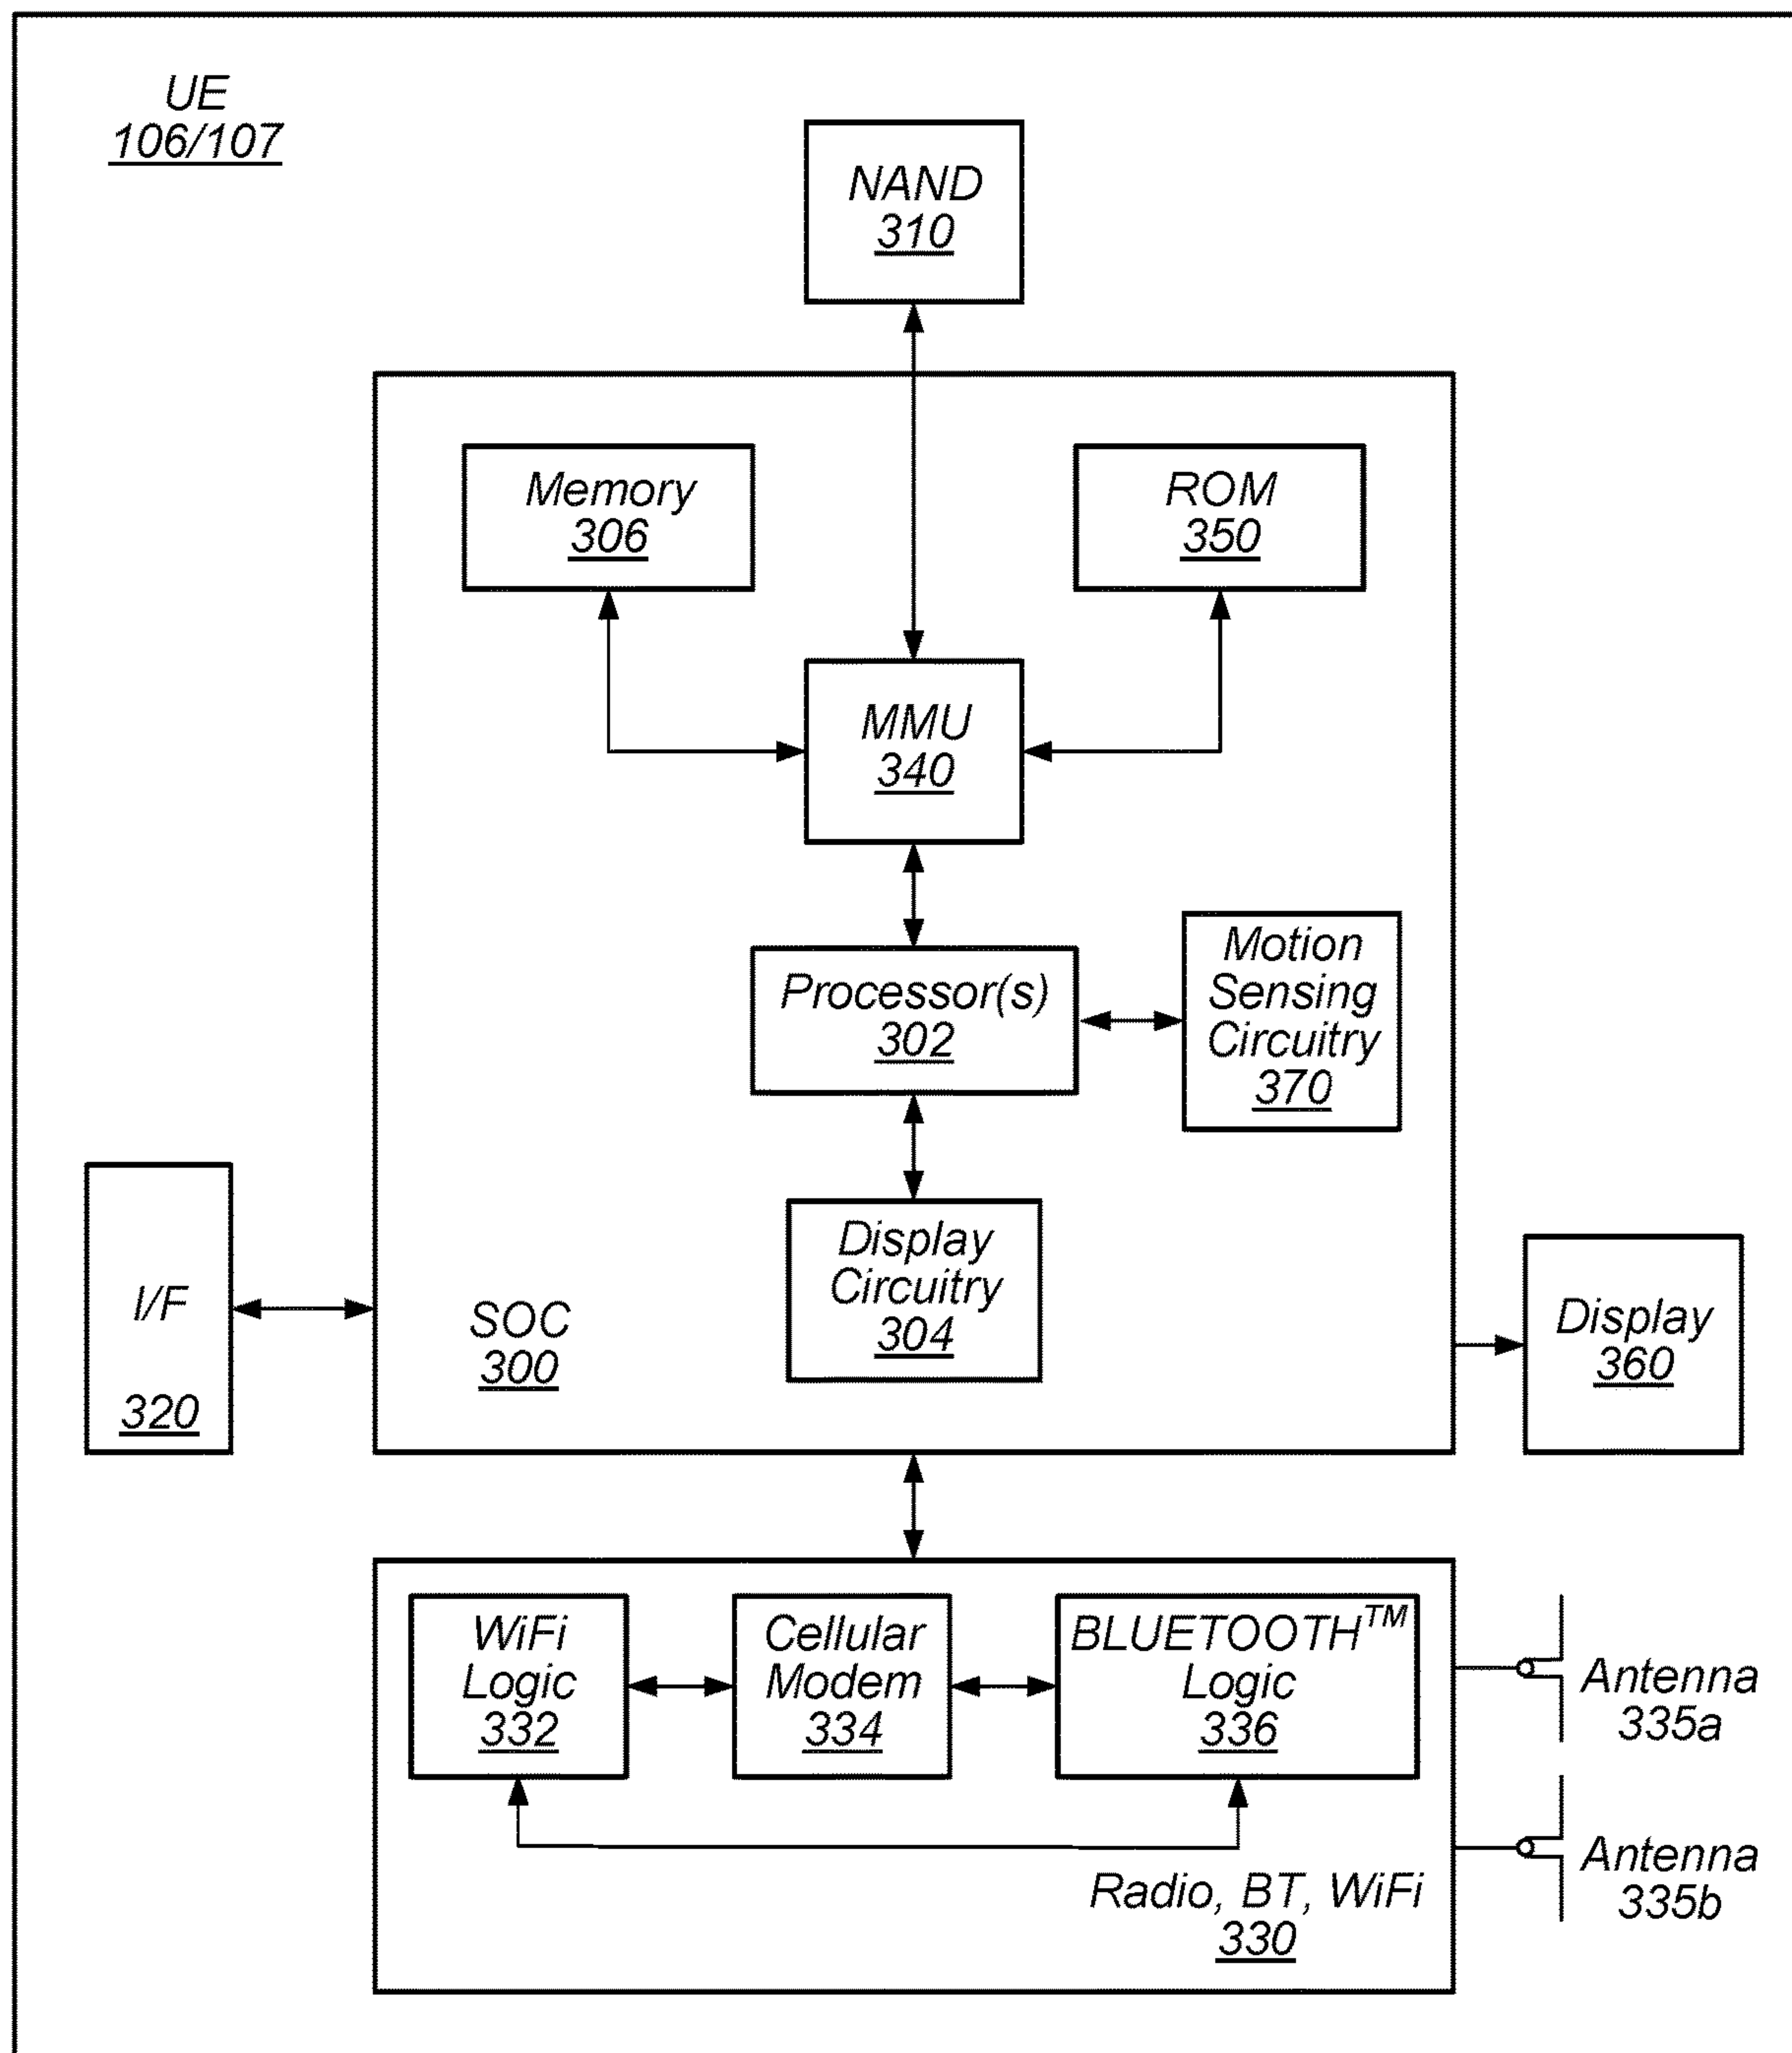 UE
106/107
NAND
310
Memory
306
ROM
350
MMU
340
Processor(s)
302
Motion
Sensing
Circuitry
370
Display
Circuitry
304
I/F
320
SOC
300
Display
360
WiFi
Logic
332
Cellular
Modem
334
BLUETOOTH™
Logic
336
Antenna
335a
Antenna
335b
Radio, BT, WiFi
330